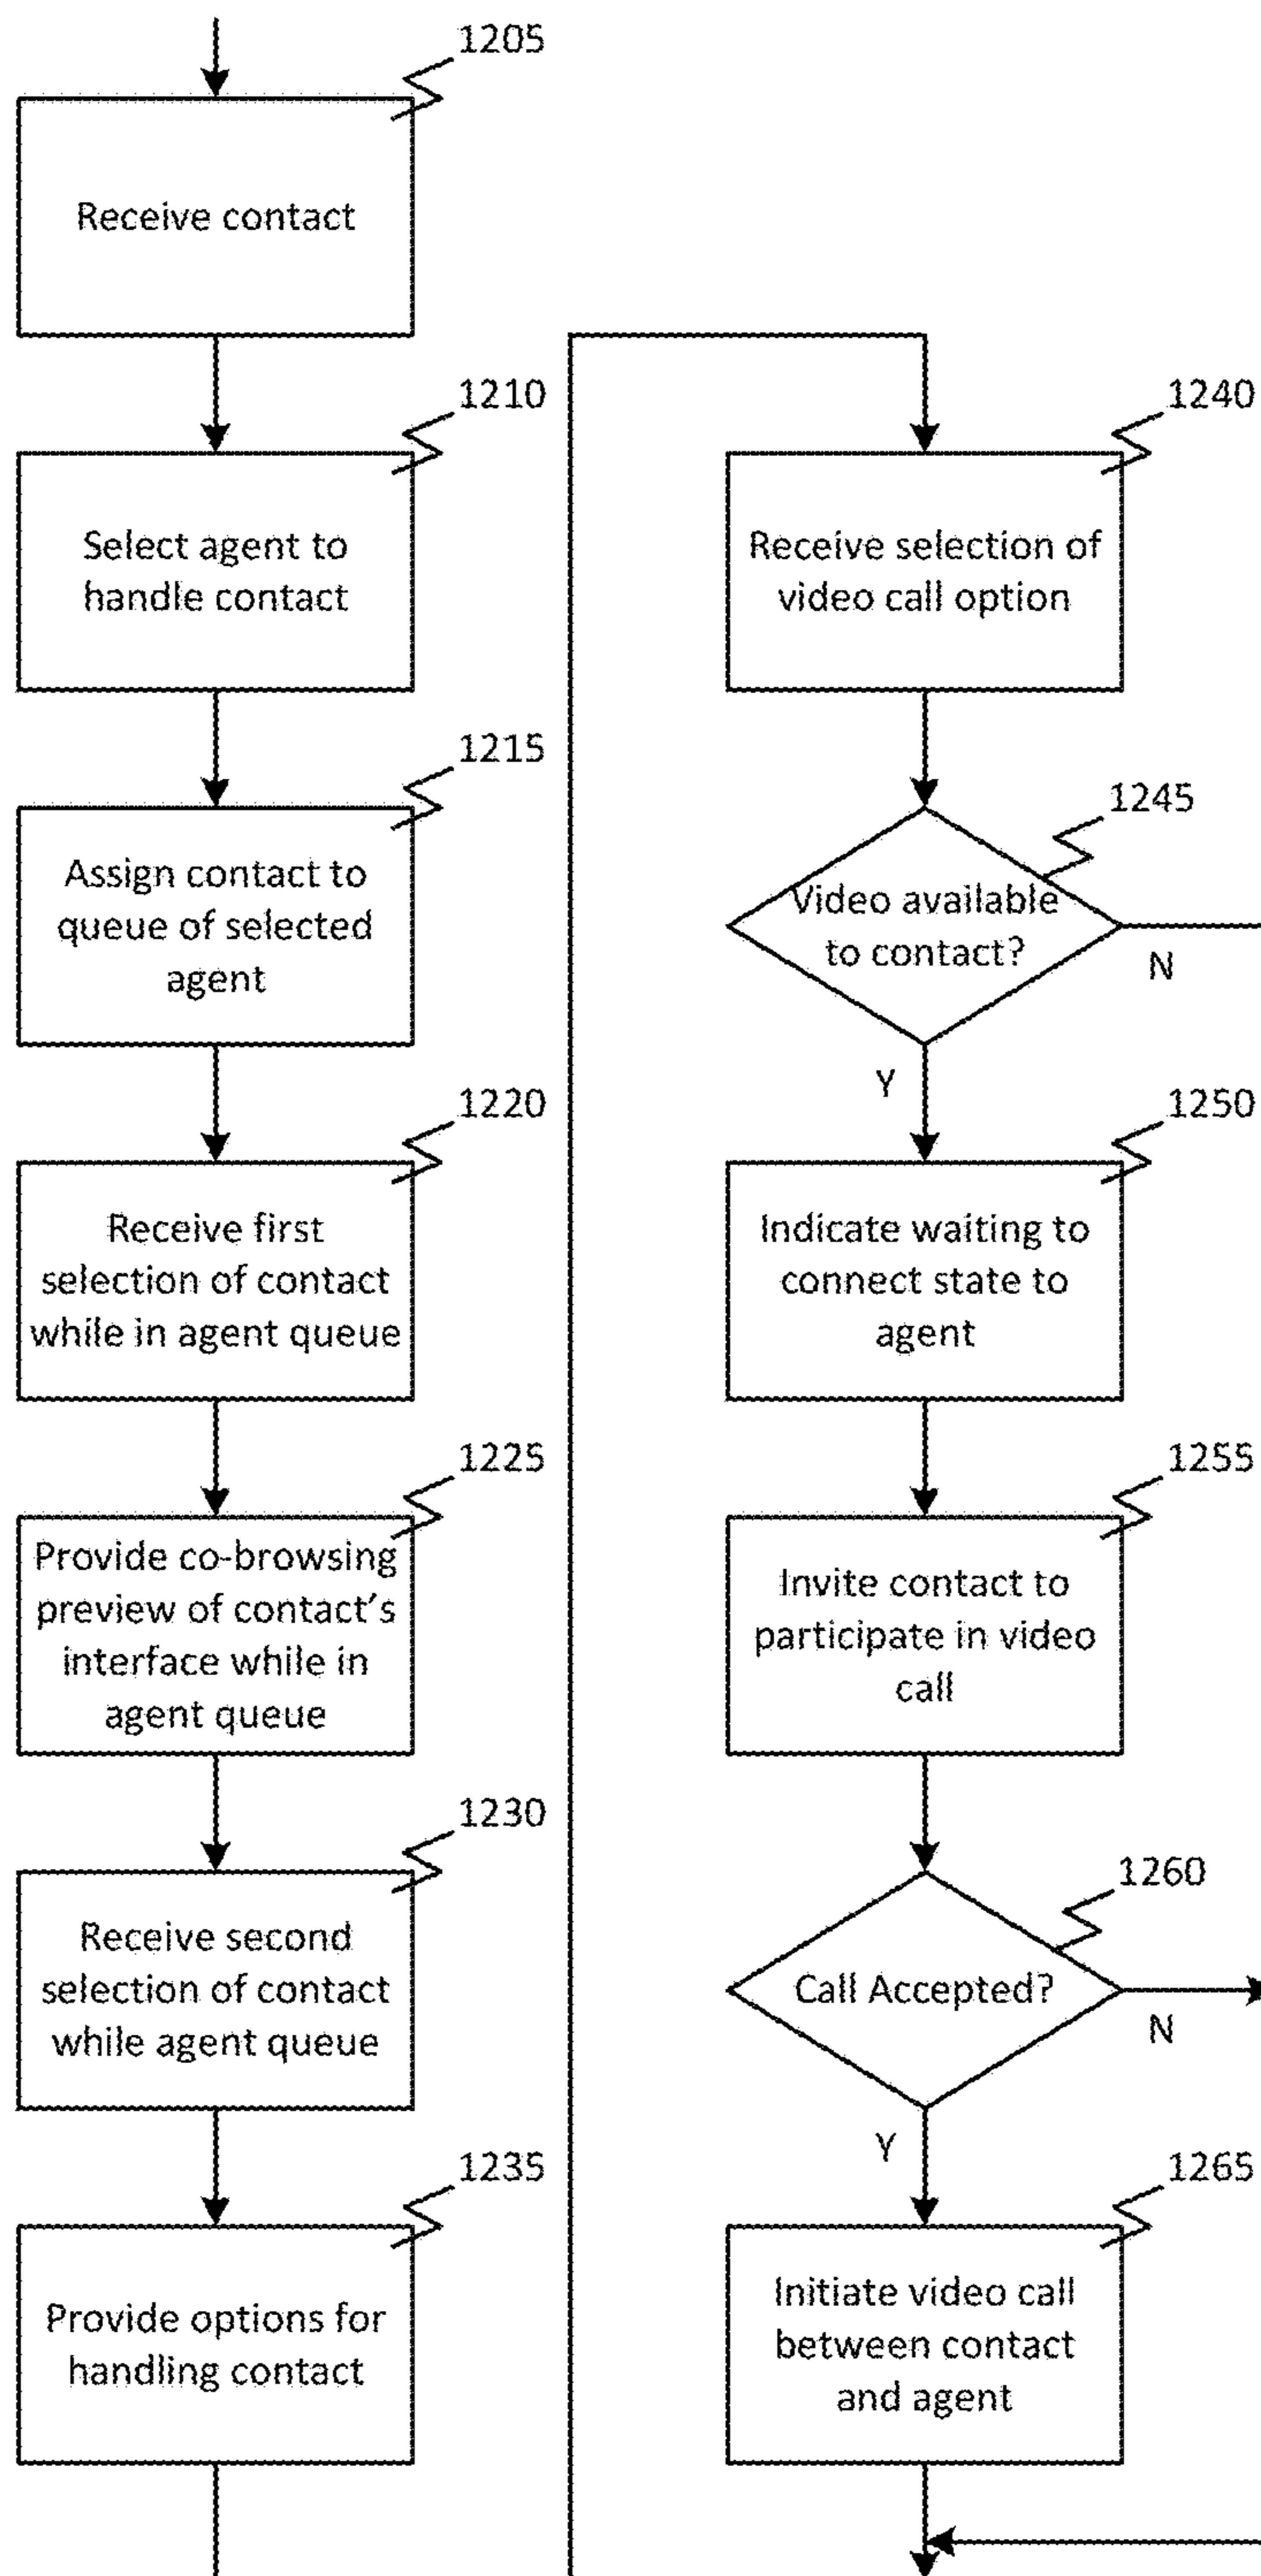 1205
Receive contact
1210
Select agent to
handle contact
1215
Assign contact to
queue of selected
agent
1220
Receive first
selection of contact
while in agent queue
1225
Provide co-browsing
preview of contact's
interface while in
agent queue
1230
Receive second
selection of contact
while agent queue
1235
Provide options for
handling contact
1240
Receive selection of
video call option
1245
Video available
to contact?
N
Y
1250
Indicate waiting to
connect state to
agent
1255
Invite contact to
participate in video
call
1260
Call Accepted?
N
Y
1265
Initiate video call
between contact
and agent